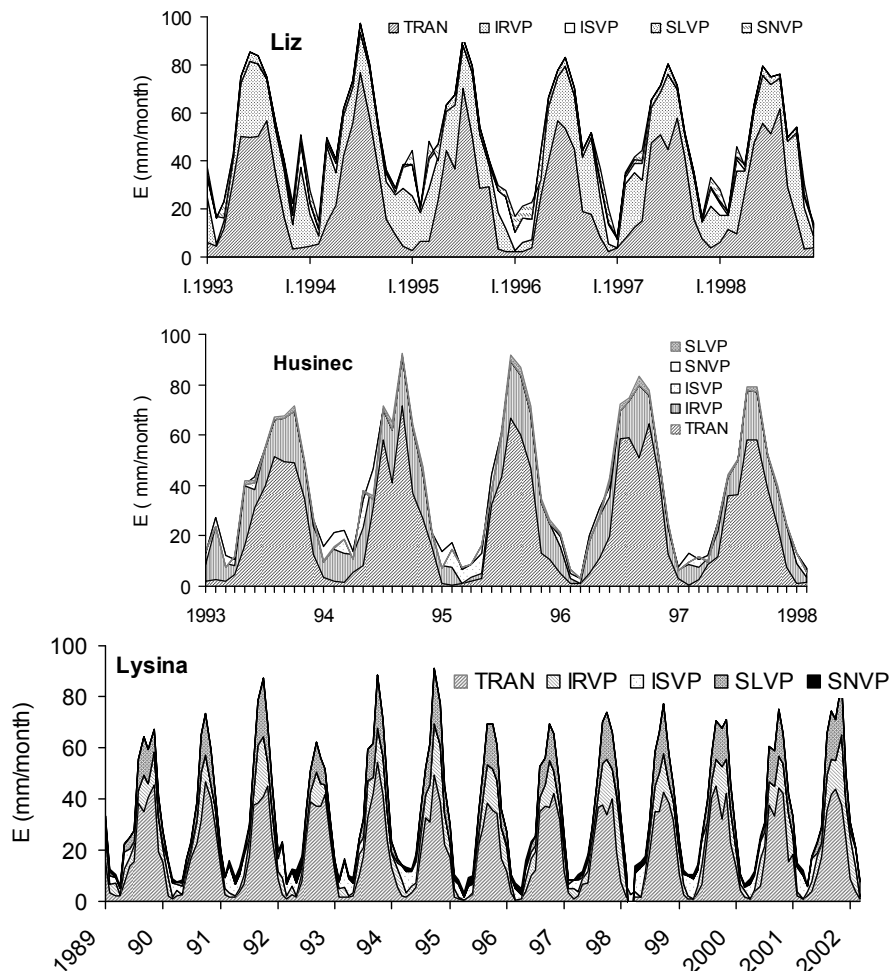 Liz
TRAN IRVP ISVP SLVP SNVP
E (mm/month)
100
80
60
40
20
0
I.1993 I.1994 I.1995 I.1996 I.1997 I.1998
Husinec
SLVP
SNVP
ISVP
IRVP
TRAN
E ( mm/month )
100
80
60
40
20
0
1993 94 95 96 97 1998
Lysina
TRAN IRVP ISVP SLVP SNVP
E (mm/month)
100
80
60
40
20
0
1989 90 91 92 93 94 95 96 97 98 99 2000 2001 2002